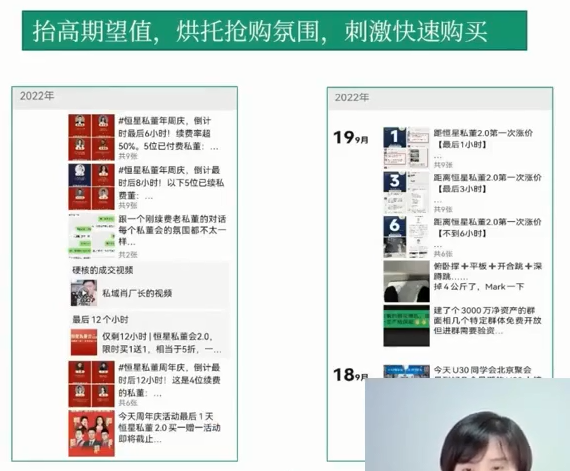 抬高期望值，烘托抢购氛围，刺激快速购买
2022年
#恒星私董年周庆，倒计
时最后6小时！续费率超
50%。5位已付费私董：…
共9张
#恒星私董年周庆，倒计最
时后8小时！以下5位已续私
费董：…
共9张
跟一个刚续费老私董的对话
每个私董会的氛围都不太一
样…
共2张
硬核的成交视频
私域肖厂长的视频
最后 12 个小时
仅剩12小时 | 恒星私董会2.0，
限时买1送1，相当于5折，一…
#恒星私董年周庆，倒计最
时后12小时！这是4位续费
的私董：…
共6张
今天周年庆活动最后 1 天
恒星私董 2.0 买一赠一活动
即将截止…
2022年
19 9月
1
距恒星私董2.0第一次涨价
【最后1小时】
…
共9张
3
距离恒星私董2.0第一次涨价
【最后3小时】
…
共9张
6
距离恒星私董2.0第一次涨价
【不到6小时】
…
共6张
俯卧撑＋平板＋开合跳＋深
蹲跳……
掉4公斤了，Mark一下
建了个3000万净资产的群
面相几个特定群体免费开放
但进群需要验资…
18 9月
今天 U30 同学会北京聚会